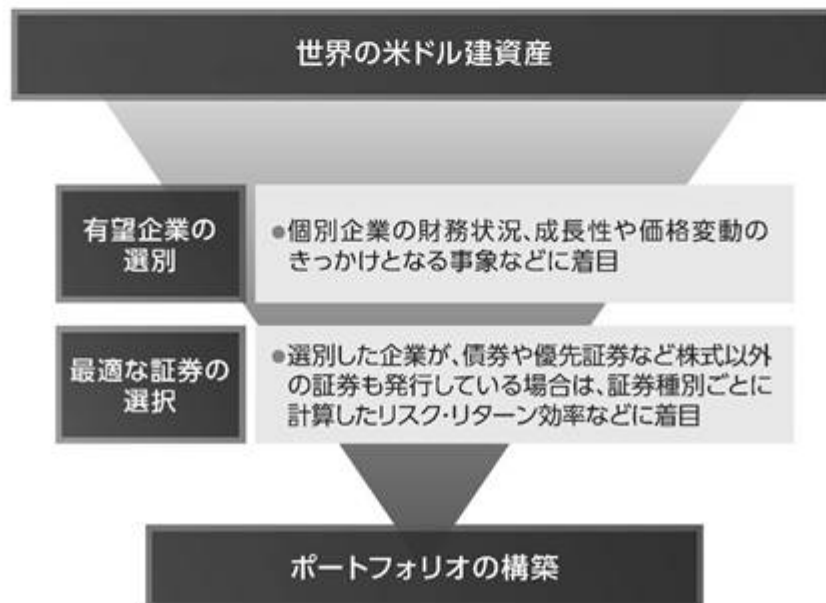 世界の米ドル建資産
有望企業の
選別
●個別企業の財務状況、成長性や価格変動の
きっかけとなる事象などに着目
最適な証券の
選択
●選別した企業が、債券や優先証券など株式以外
の証券も発行している場合は、証券種別ごとに
計算したリスク・リターン効率などに着目
ポートフォリオの構築